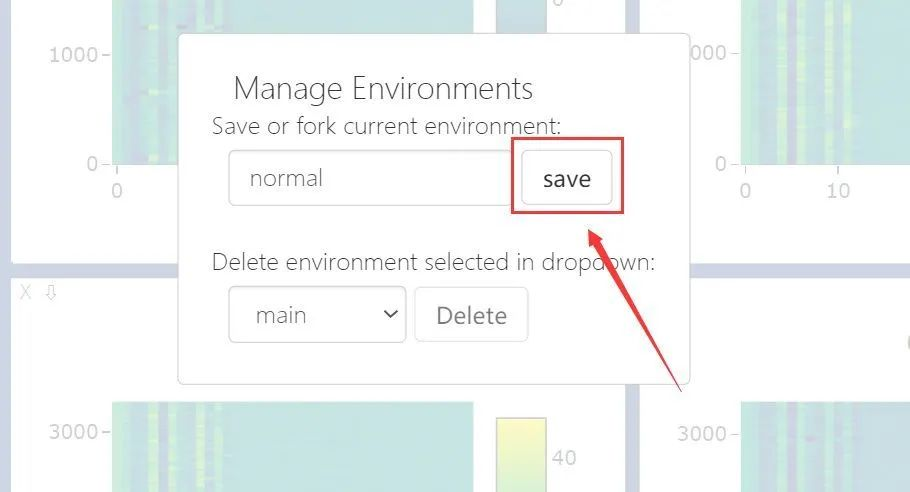 0
1000
000
Manage Environments
Save or fork current environment:
0
0
normal
save
0
0
10
Delete environment selected in dropdown:
X
main
Delete
3000
3000
40